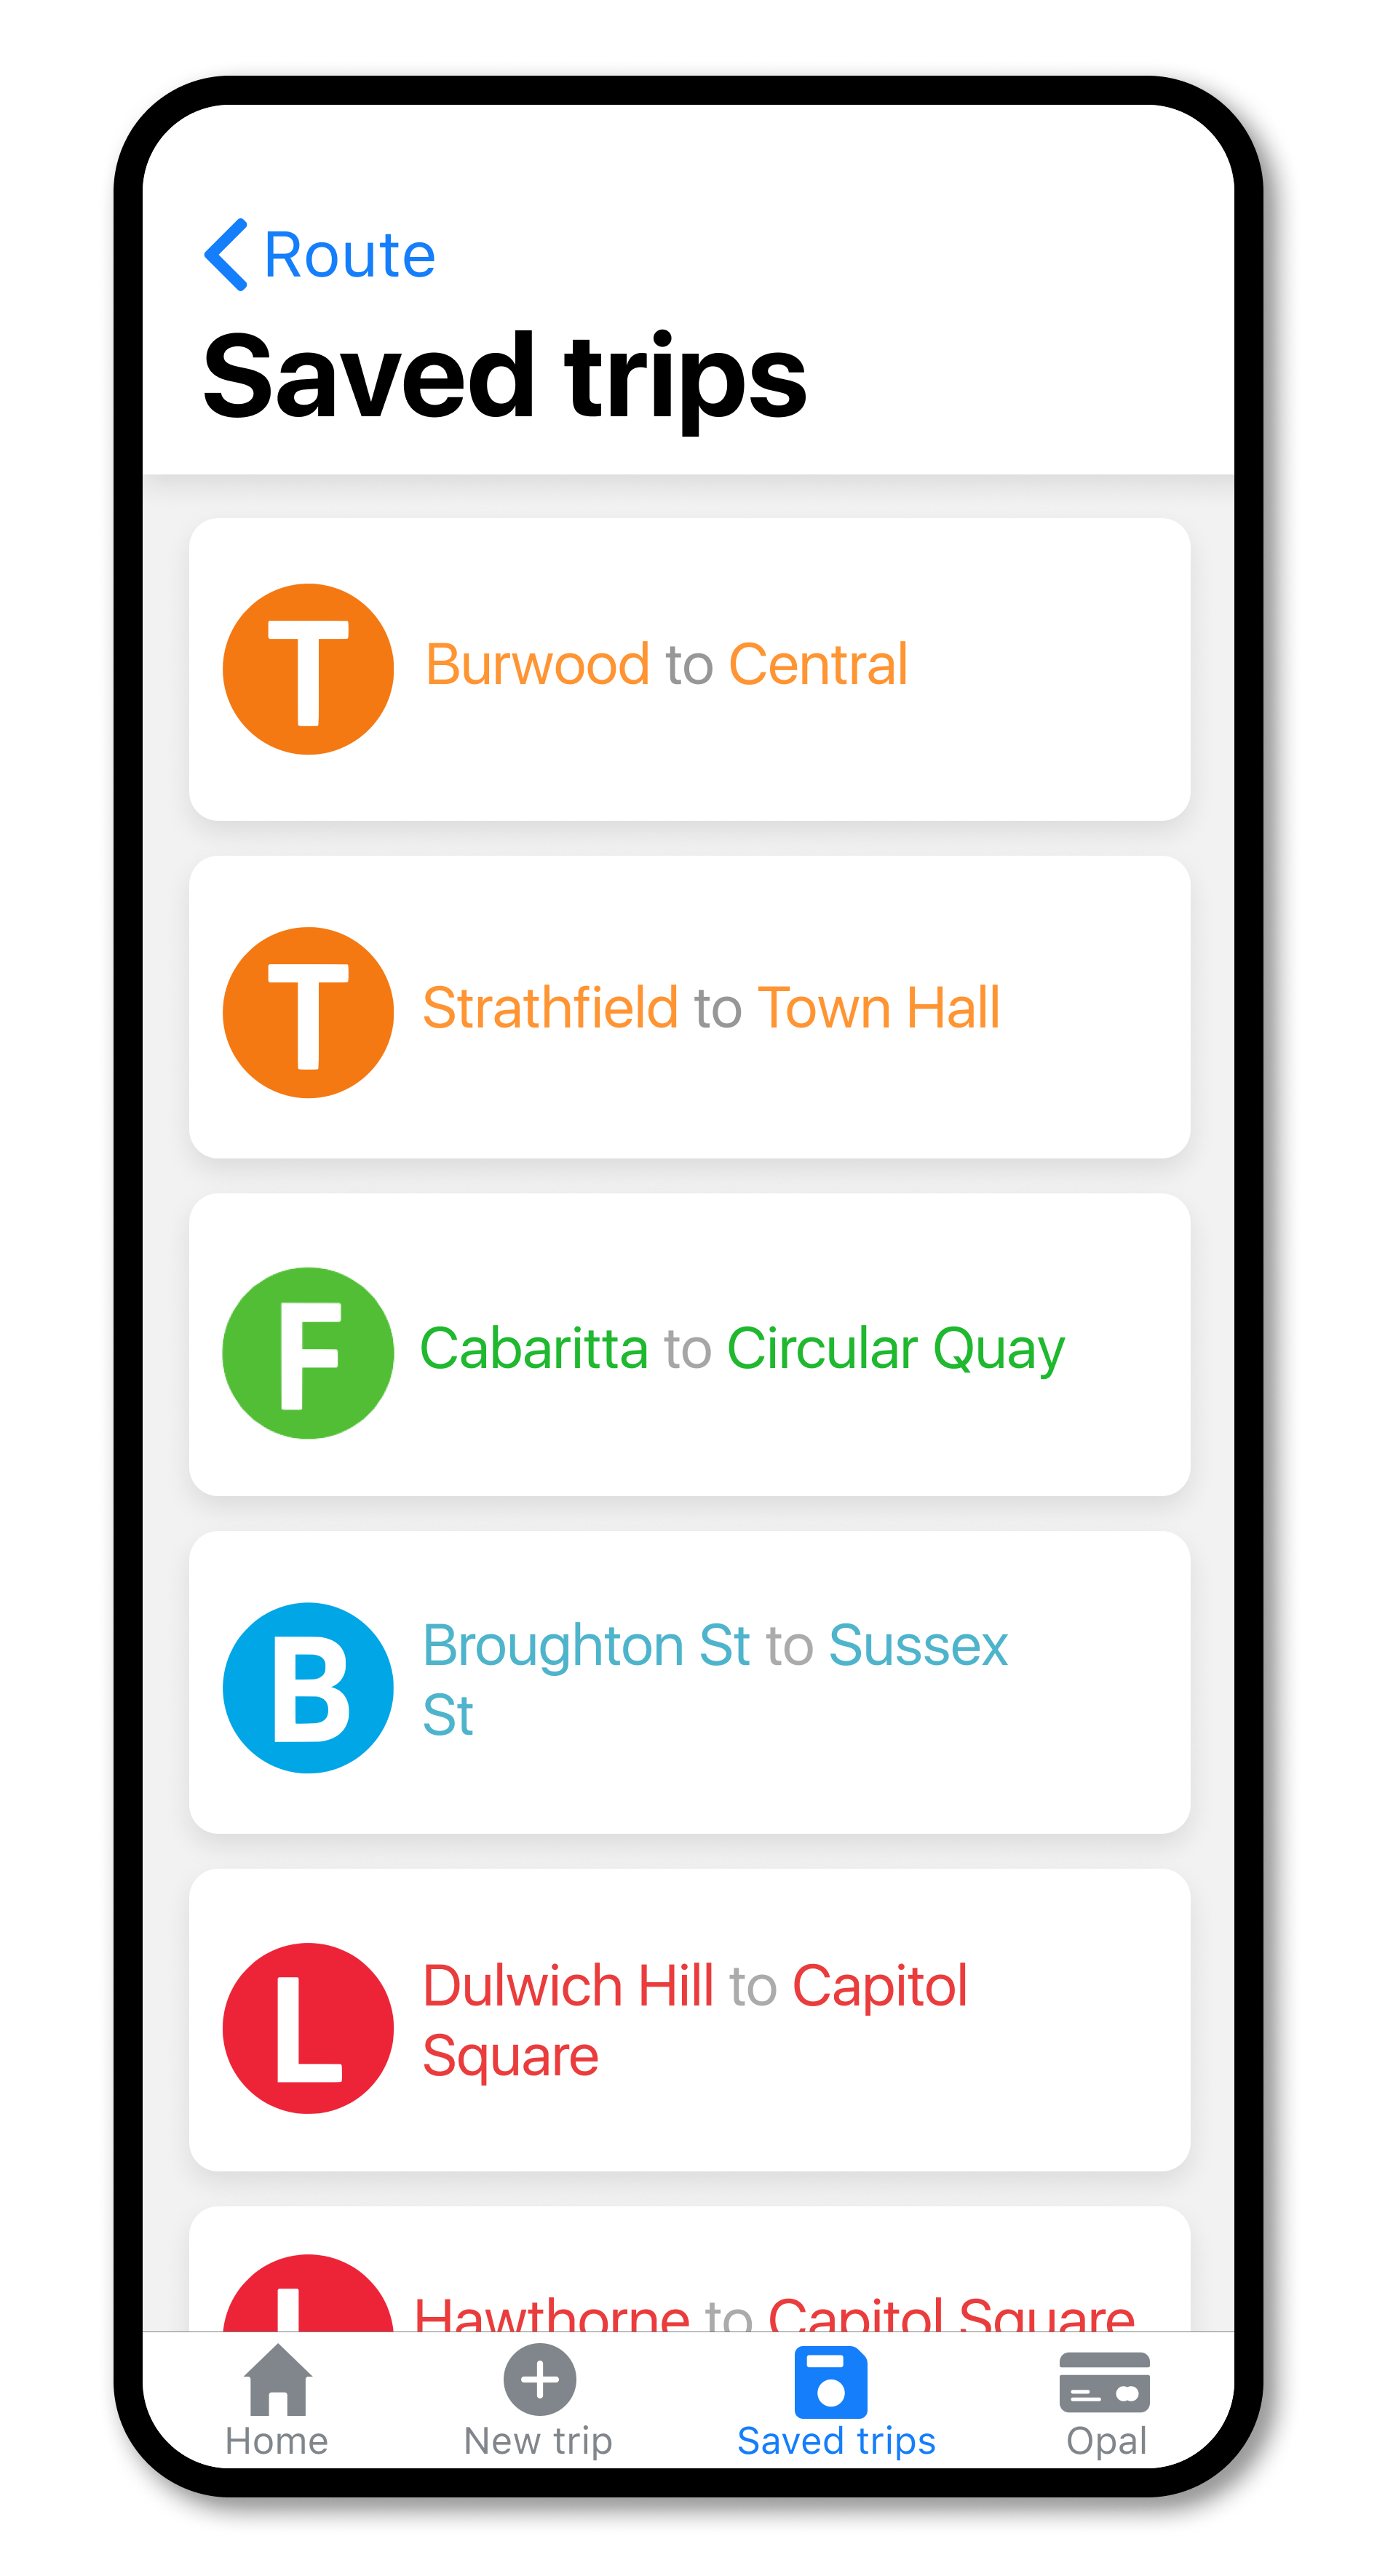 Route
Saved trips
T
Burwood to Central
T
Strathfield to Town Hall
F
Cabaritta to Circular Quay
B
Broughton St to Sussex
St
L
Dulwich Hill to Capitol
Square
L
Hawthorne to Capitol Square
Home
New trip
Saved trips
Opal